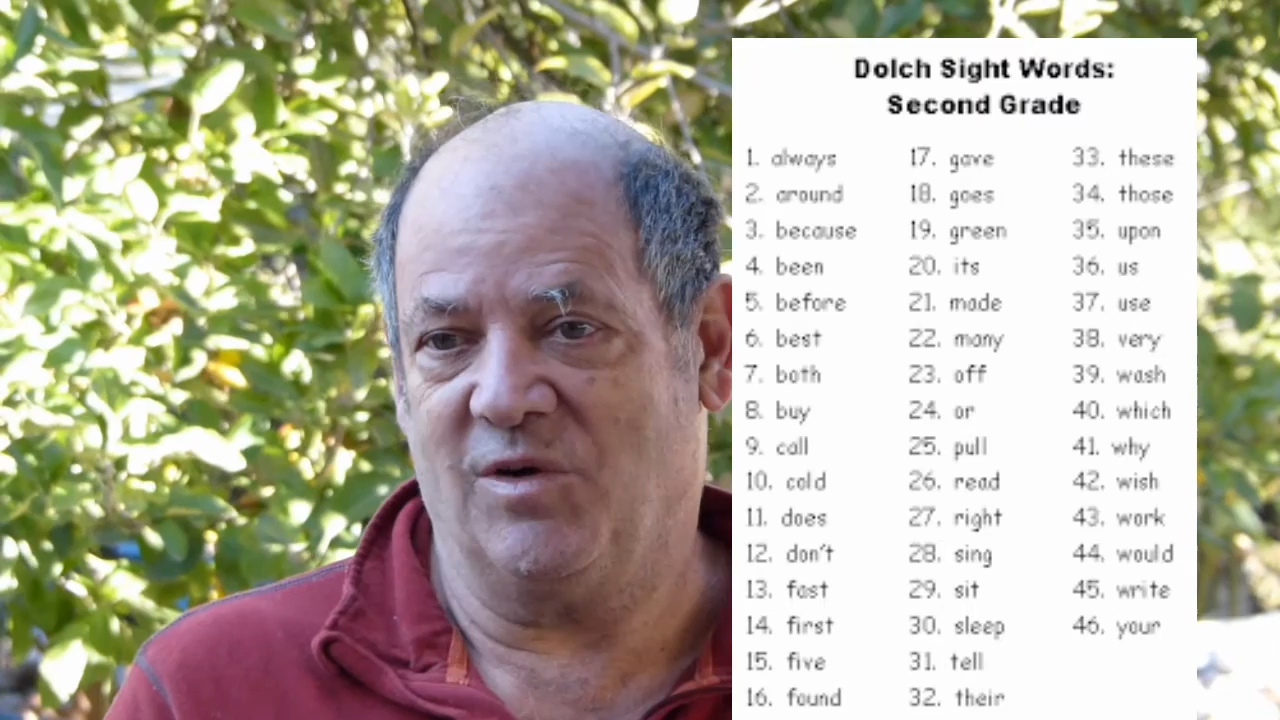 Dolch Sight Words:
Second Grade
1. always
2. around
3. because
4. been
5. before
6. best
7. both
8. buy
9. call
10. cold
11. does
12. don't
13. fast
14. first
15. five
16. found
17. gave
18. goes
19. green
20. its
21. made
22. many
23. off
24. or
25. pull
26. read
27. right
28. sing
29. sit
30. sleep
31. tell
32. their
33. these
34. those
35. upon
36. us
37. use
38. very
39. wash
40. which
41. why
42. wish
43. work
44. would
45. write
46. your